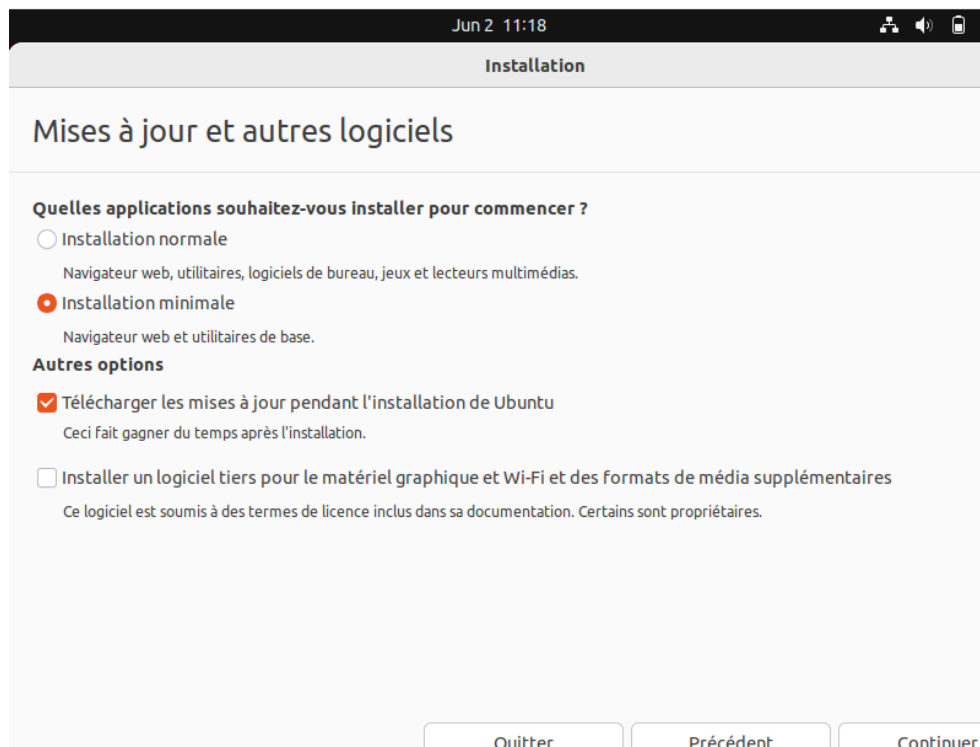 Jun 2 11:18
Installation
Mises à jour et autres logiciels
Quelles applications souhaitez-vous installer pour commencer ?
Installation normale
Navigateur web, utilitaires, logiciels de bureau, jeux et lecteurs multimédias.
Installation minimale
Navigateur web et utilitaires de base.
Autres options
Télécharger les mises à jour pendant l'installation de Ubuntu
Ceci fait gagner du temps après l'installation.
Installer un logiciel tiers pour le matériel graphique et Wi-Fi et des formats de média supplémentaires
Ce logiciel est soumis à des termes de licence inclus dans sa documentation. Certains sont propriétaires.
Quitter Précédent Continuer